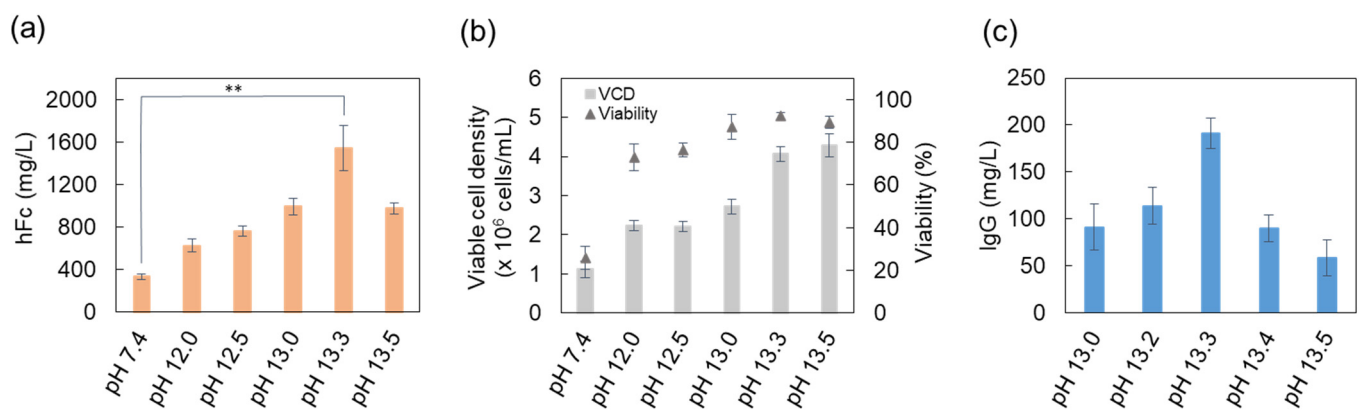 (a)
hFc (mg/L)
2000
1600
1200
800
400
0
**
pH 7.4
pH 12.0
pH 12.5
pH 13.0
pH 13.3
pH 13.5
(b)
Viable cell density
(x 10⁶ cells/mL)
6
5
4
3
2
1
0
VCD
Viability
100
80
60
40
20
0
Viability (%)
pH 7.4
pH 12.0
pH 12.5
pH 13.0
pH 13.3
pH 13.5
(c)
IgG (mg/L)
250
200
150
100
50
0
pH 13.0
pH 13.2
pH 13.3
pH 13.4
pH 13.5